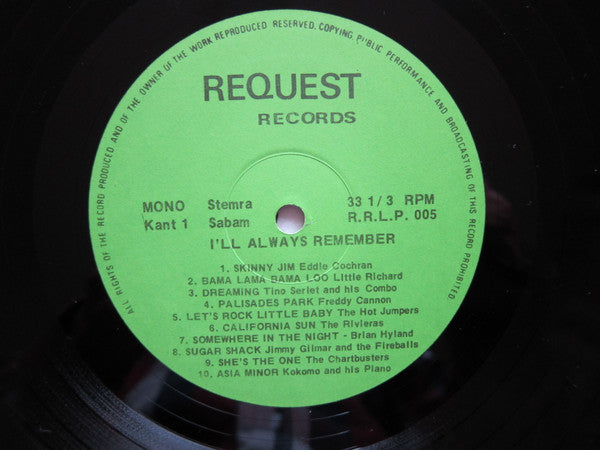 ALL RIGHTS OF THE RECORD PRODUCED AND OF THE OWNER OF THE WORK REPRODUCED RESERVED. COPYING, PUBLIC PERFORMANCE AND BROADCASTING OF THIS RECORD PROHIBITED
REQUEST
RECORDS
MONO Stemra 33 1/3 RPM
Kant 1 Sabam R.R.L.P. 005
I'LL ALWAYS REMEMBER
1. SKINNY JIM Eddie Cochran
2. BAMA LAMA BAMA LOO Little Richard
3. DREAMING Tino Serlet and his Combo
4. PALISADES PARK Freddy Cannon
5. LET'S ROCK LITTLE BABY The Hot Jumpers
6. CALIFORNIA SUN The Rivieras
7. SOMEWHERE IN THE NIGHT - Brian Hyland
8. SUGAR SHACK Jimmy Gilmar and the Fireballs
9. SHE'S THE ONE The Chartbusters
10. ASIA MINOR Kokomo and his Piano